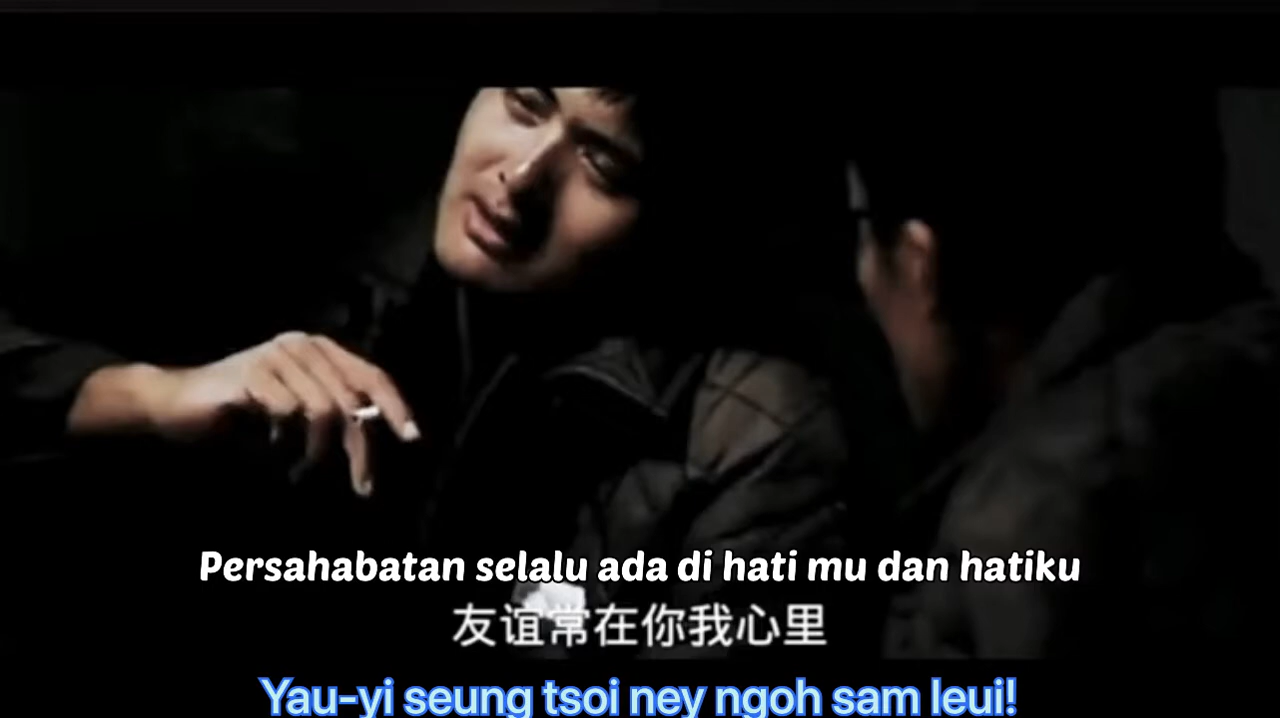 Persahabatan selalu ada di hati mu dan hatiku
友谊常在你我心里
Yau-yi seung tsoi ney ngoh sam leui!